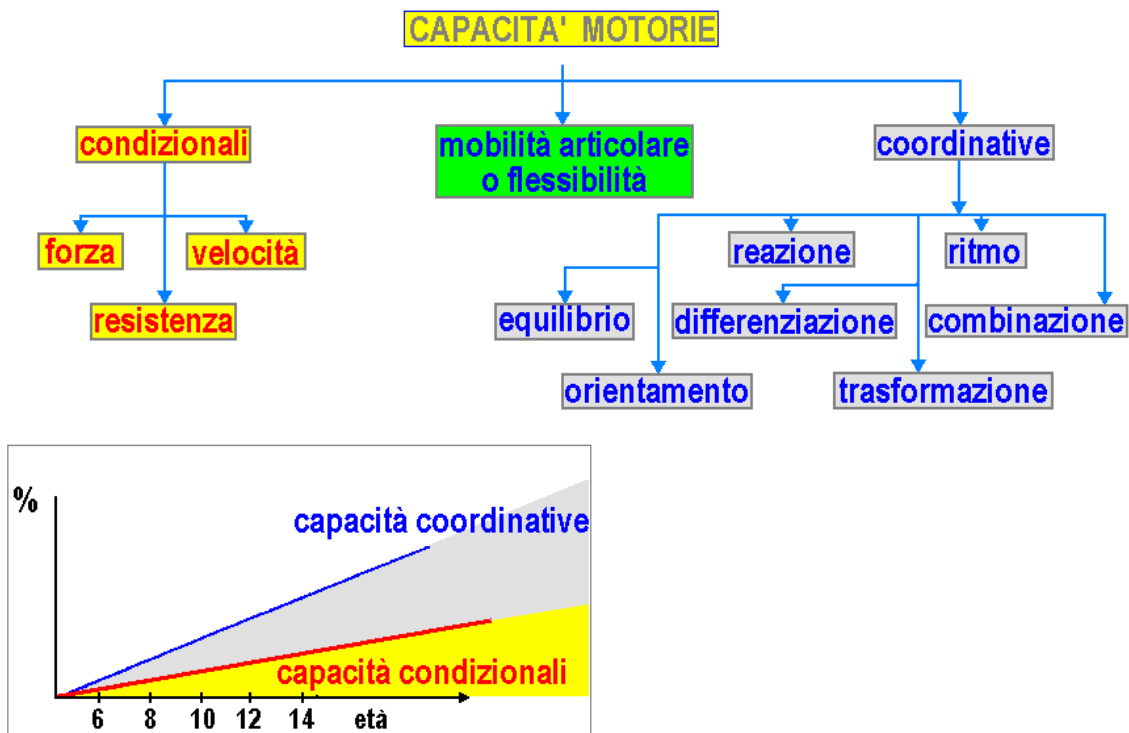 CAPACITA' MOTORIE
condizionali
mobilità articolare
o flessibilità
coordinative
forza
velocità
resistenza
reazione
ritmo
equilibrio
differenziazione
combinazione
orientamento
trasformazione
%
capacità coordinative
capacità condizionali
6 8 10 12 14 età